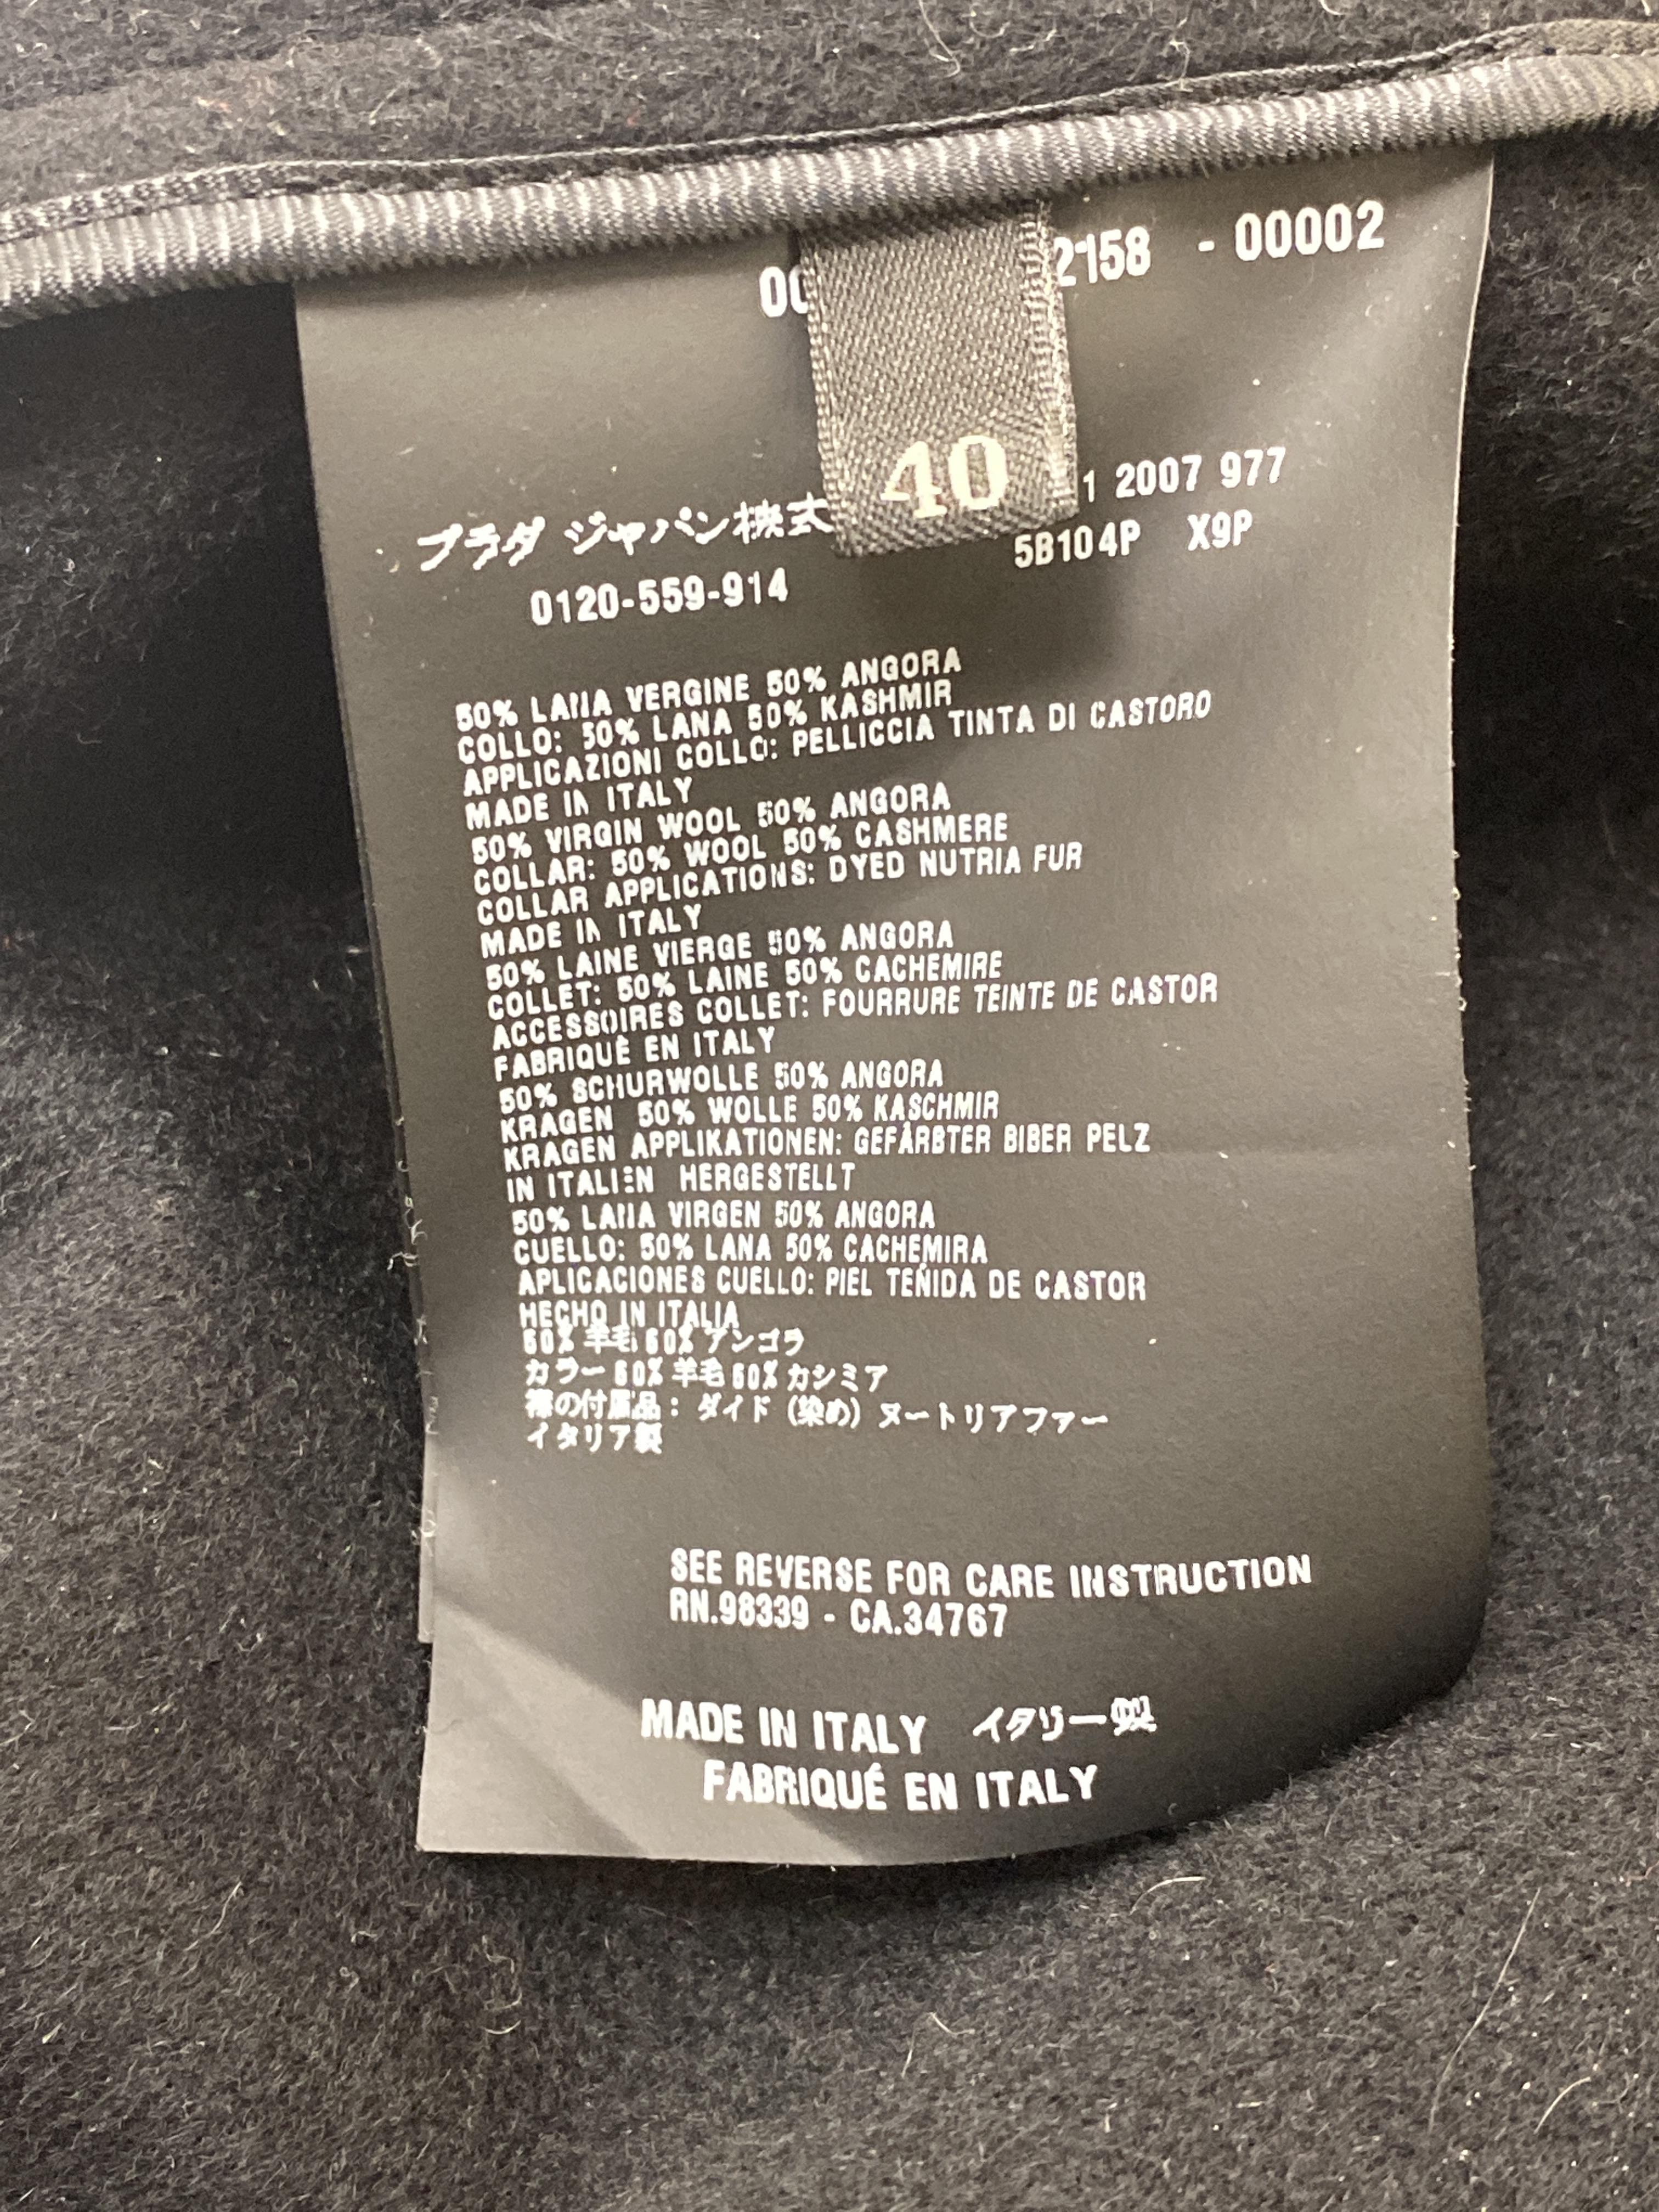 2158 - 00002
40
1 2007 977
プラダ ジャパン株式
5B104P X9P
0120-559-914
50% LANA VERGINE 50% ANGORA
COLLO: 50% LANA 50% KASHMIR
APPLICAZIONI COLLO: PELLICCIA TINTA DI CASTORO
MADE IN ITALY
50% VIRGIN WOOL 50% ANGORA
COLLAR: 50% WOOL 50% CASHMERE
COLLAR APPLICATIONS: DYED NUTRIA FUR
MADE IN ITALY
50% LAINE VIERGE 50% ANGORA
COLLET: 50% LAINE 50% CACHEMIRE
ACCESSOIRES COLLET: FOURRURE TEINTE DE CASTOR
FABRIQUÈ EN ITALY
50% SCHURWOLLE 50% ANGORA
KRAGEN 50% WOLLE 50% KASCHMIR
KRAGEN APPLIKATIONEN: GEFÄRBTER BIBER PELZ
IN ITALIEN HERGESTELLT
50% LANA VIRGEN 50% ANGORA
CUELLO: 50% LANA 50% CACHEMIRA
APLICACIONES CUELLO: PIEL TEÑIDA DE CASTOR
HECHO IN ITALIA
50% 羊毛 50% アンゴラ
カラー 50% 羊毛 50% カシミア
襟の付属品: ダイド (染め) ヌートリアファー
イタリア製
SEE REVERSE FOR CARE INSTRUCTION
RN.98339 - CA.34767
MADE IN ITALY イタリー製
FABRIQUÉ EN ITALY